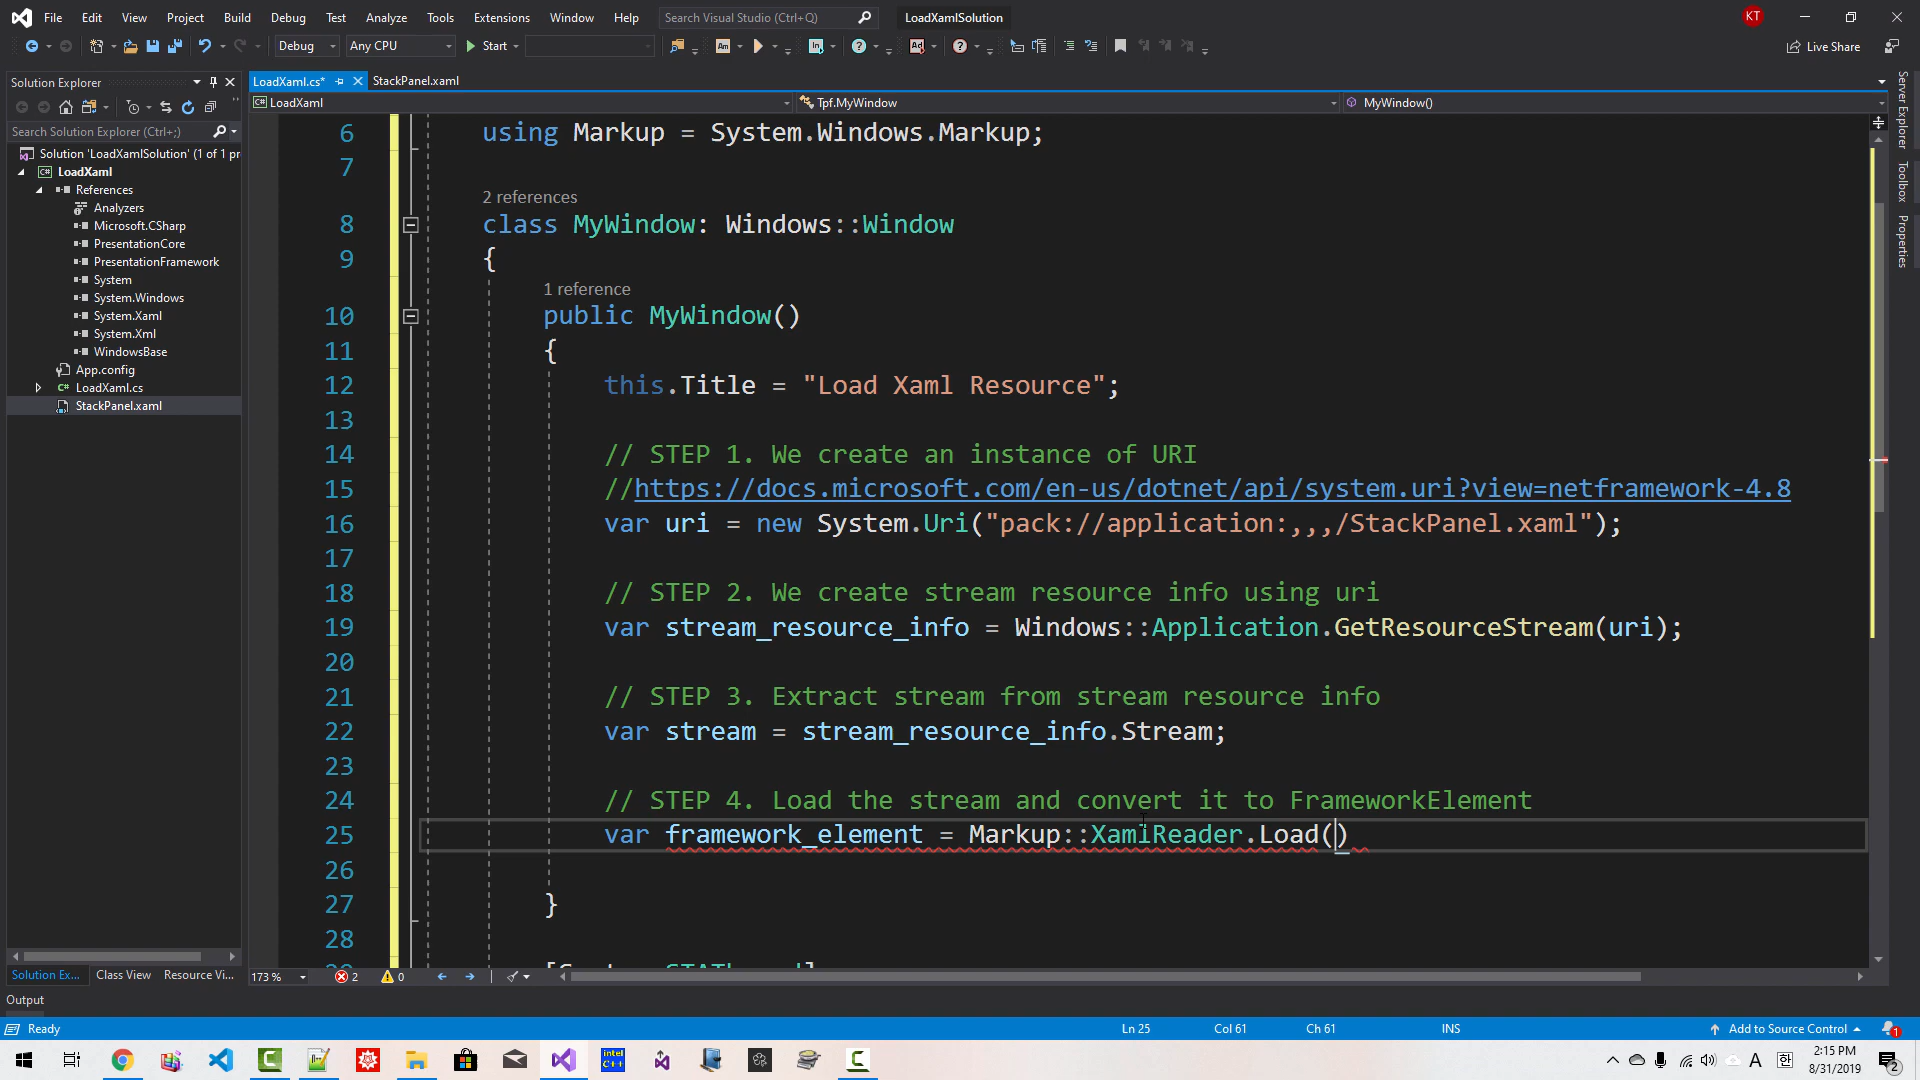 File Edit View Project Build Debug Test Analyze Tools Extensions Window Help Search Visual Studio (Ctrl+Q) LoadXamlSolution KT
Debug Any CPU Start Live Share
Solution Explorer
LoadXaml.cs* StackPanel.xaml
LoadXaml Tpf.MyWindow MyWindow()
Search Solution Explorer (Ctrl+;)
Solution 'LoadXamlSolution' (1 of 1 pr
LoadXaml
References
Analyzers
Microsoft.CSharp
PresentationCore
PresentationFramework
System
System.Windows
System.Xaml
System.Xml
WindowsBase
App.config
LoadXaml.cs
StackPanel.xaml
Solution Ex... Class View Resource Vi...
6 using Markup = System.Windows.Markup;
7
2 references
8 class MyWindow: Windows::Window
9 {
1 reference
10 public MyWindow()
11 {
12 this.Title = "Load Xaml Resource";
13
14 // STEP 1. We create an instance of URI
15 //https://docs.microsoft.com/en-us/dotnet/api/system.uri?view=netframework-4.8
16 var uri = new System.Uri("pack://application:,,,/StackPanel.xaml");
17
18 // STEP 2. We create stream resource info using uri
19 var stream_resource_info = Windows::Application.GetResourceStream(uri);
20
21 // STEP 3. Extract stream from stream resource info
22 var stream = stream_resource_info.Stream;
23
24 // STEP 4. Load the stream and convert it to FrameworkElement
25 var framework_element = Markup::XamlReader.Load()
26
27 }
28
Server Explorer
Toolbox
Properties
173 % 2 0
Output
Ready Ln 25 Col 61 Ch 61 INS Add to Source Control 1
intel C++
A 한 2:15 PM
8/31/2019 2